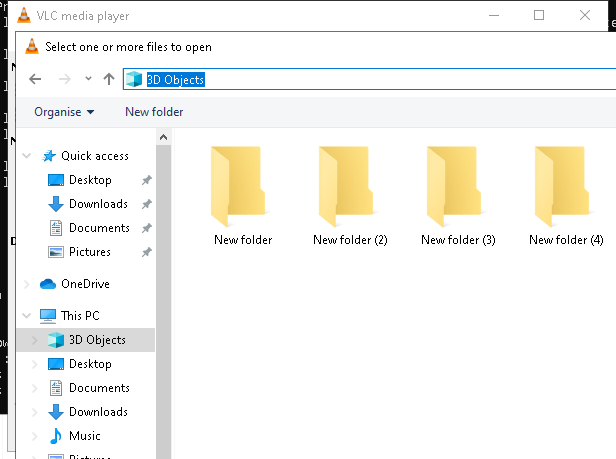 VLC media player
Select one or more files to open
3D Objects
Organise
New folder
Quick access
Desktop
Downloads
Documents
Pictures
OneDrive
This PC
3D Objects
Desktop
Documents
Downloads
Music
New folder
New folder (2)
New folder (3)
New folder (4)